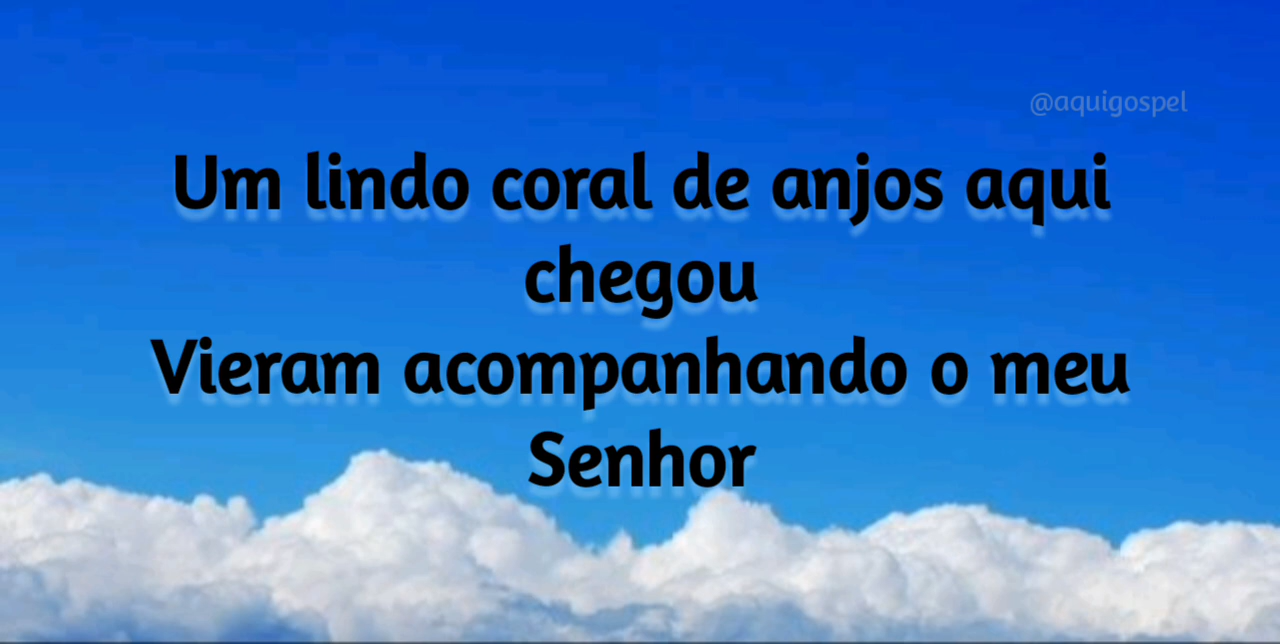 @aquigospel
Um lindo coral de anjos aqui
chegou
Vieram acompanhando o meu
Senhor